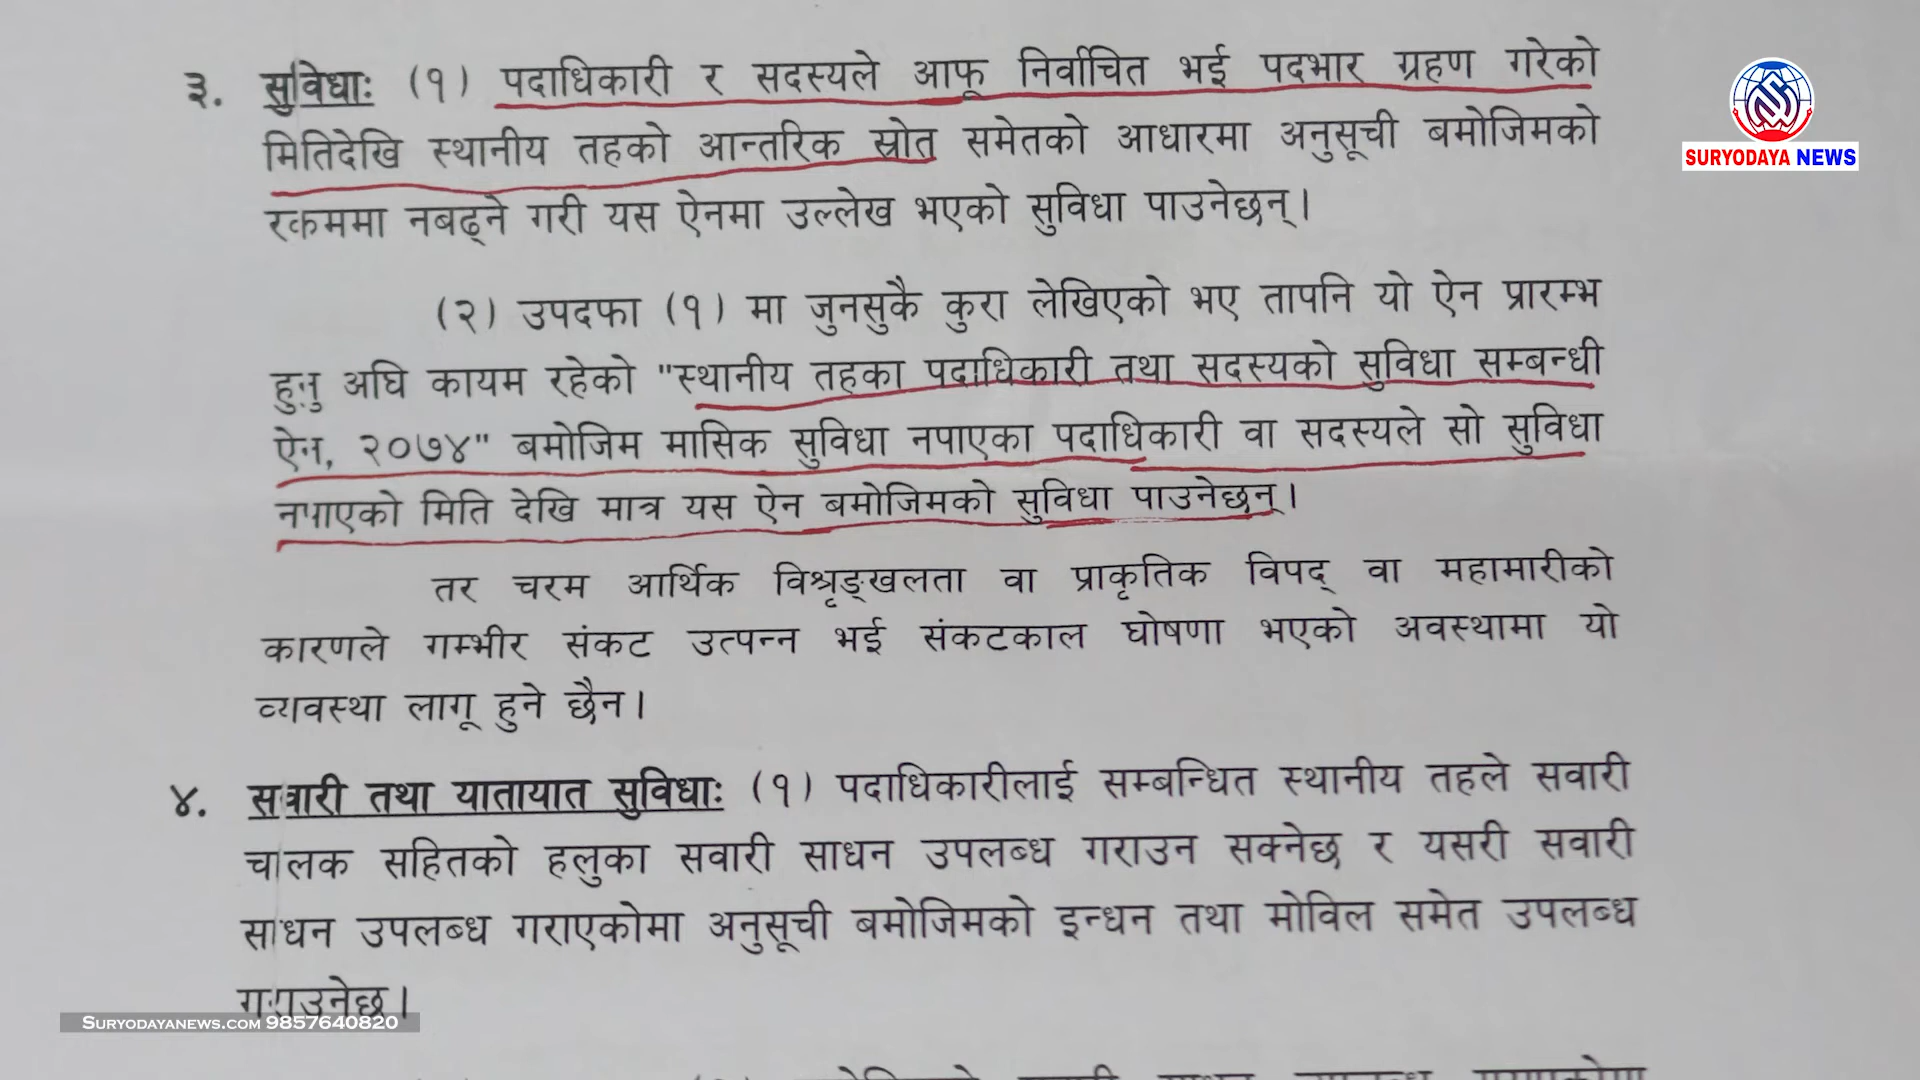 ३. सुविधाः (१) पदाधिकारी र सदस्यले आफू निर्वाचित भई पदभार ग्रहण गरेको
SURYODAYA NEWS
मितिदेखि स्थानीय तहको आन्तरिक स्रोत समेतको आधारमा अनुसूची बमोजिमको
रकममा नबढ्ने गरी यस ऐनमा उल्लेख भएको सुविधा पाउनेछन्।
(२) उपदफा (१) मा जुनसुकै कुरा लेखिएको भए तापनि यो ऐन प्रारम्भ
हुनु अघि कायम रहेको "स्थानीय तहका पदाधिकारी तथा सदस्यको सुविधा सम्बन्धी
ऐन, २०७४" बमोजिम मासिक सुविधा नपाएका पदाधिकारी वा सदस्यले सो सुविधा
नपाएको मिति देखि मात्र यस ऐन बमोजिमको सुविधा पाउनेछन्।
तर चरम आर्थिक विश्रृङ्खलता वा प्राकृतिक विपद् वा महामारीको
कारणले गम्भीर संकट उत्पन्न भई संकटकाल घोषणा भएको अवस्थामा यो
व्यवस्था लागू हुने छैन।
४. सवारी तथा यातायात सुविधाः (१) पदाधिकारीलाई सम्बन्धित स्थानीय तहले सवारी
चालक सहितको हलुका सवारी साधन उपलब्ध गराउन सक्नेछ र यसरी सवारी
साधन उपलब्ध गराएकोमा अनुसूची बमोजिमको इन्धन तथा मोविल समेत उपलब्ध
गराउनेछ।
SURYODAYANEWS.COM 9857640820